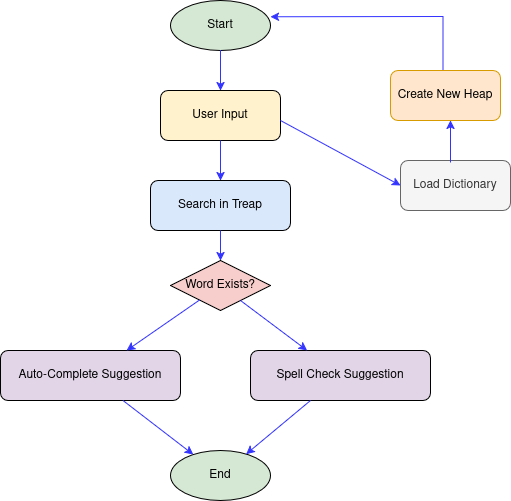 Start
Create New Heap
User Input
Load Dictionary
Search in Treap
Word Exists?
Auto-Complete Suggestion
Spell Check Suggestion
End